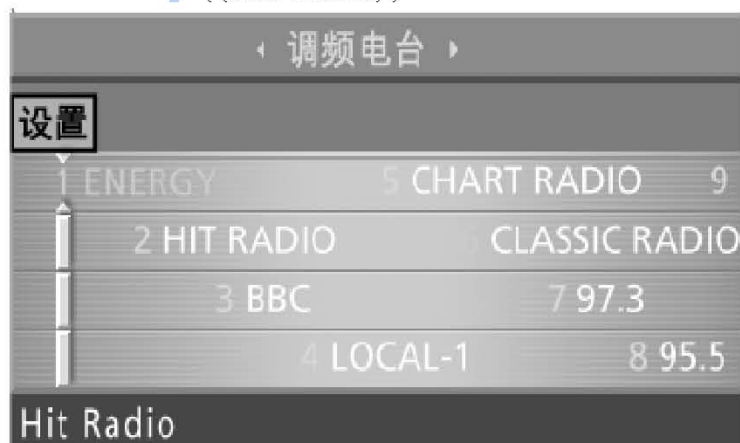 调频电台
设置
1 ENERGY 5 CHART RADIO 9
2 HIT RADIO CLASSIC RADIO
3 BBC 7 97.3
4 LOCAL-1 8 95.5
Hit Radio